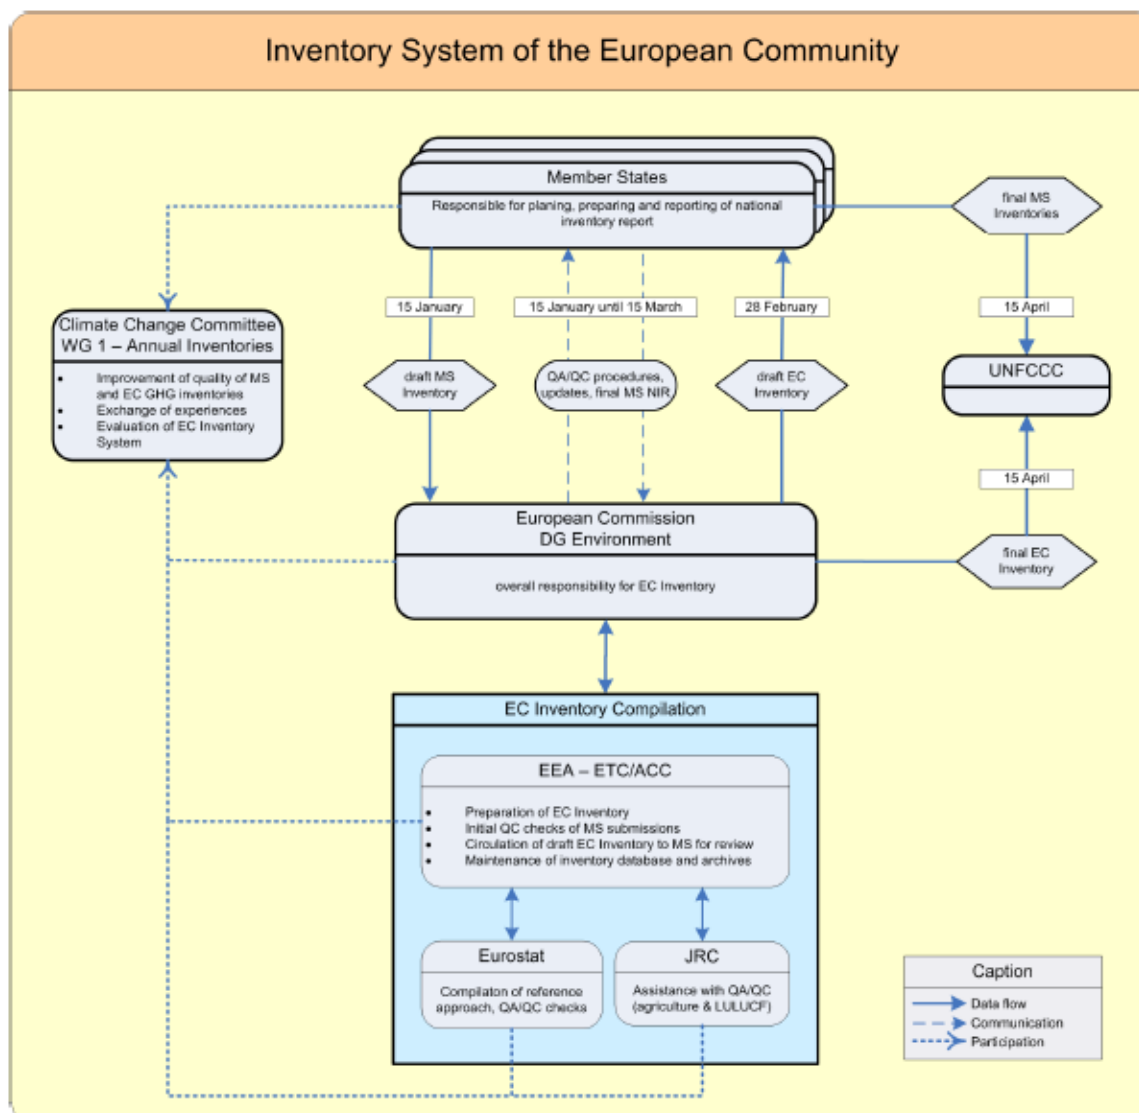 Inventory System of the European Community
Member States
Responsible for planing, preparing and reporting of national
inventory report
final MS
Inventories
15 January
15 January until 15 March
28 February
15 April
Climate Change Committee
WG 1 – Annual Inventories
• Improvement of quality of MS
and EC GHG inventories
• Exchange of experiences
• Evaluation of EC Inventory
System
draft MS
Inventory
QA/QC procedures,
updates, final MS NIR
draft EC
Inventory
UNFCCC
15 April
European Commission
DG Environment
overall responsibility for EC Inventory
final EC
Inventory
EC Inventory Compilation
EEA – ETC/ACC
• Preparation of EC Inventory
• Initial QC checks of MS submissions
• Circulation of draft EC Inventory to MS for review
• Maintenance of inventory database and archives
Eurostat
Compilaton of reference
approach, QA/QC checks
JRC
Assistance with QA/QC
(agriculture & LULUCF)
Caption
Data flow
Communication
Participation